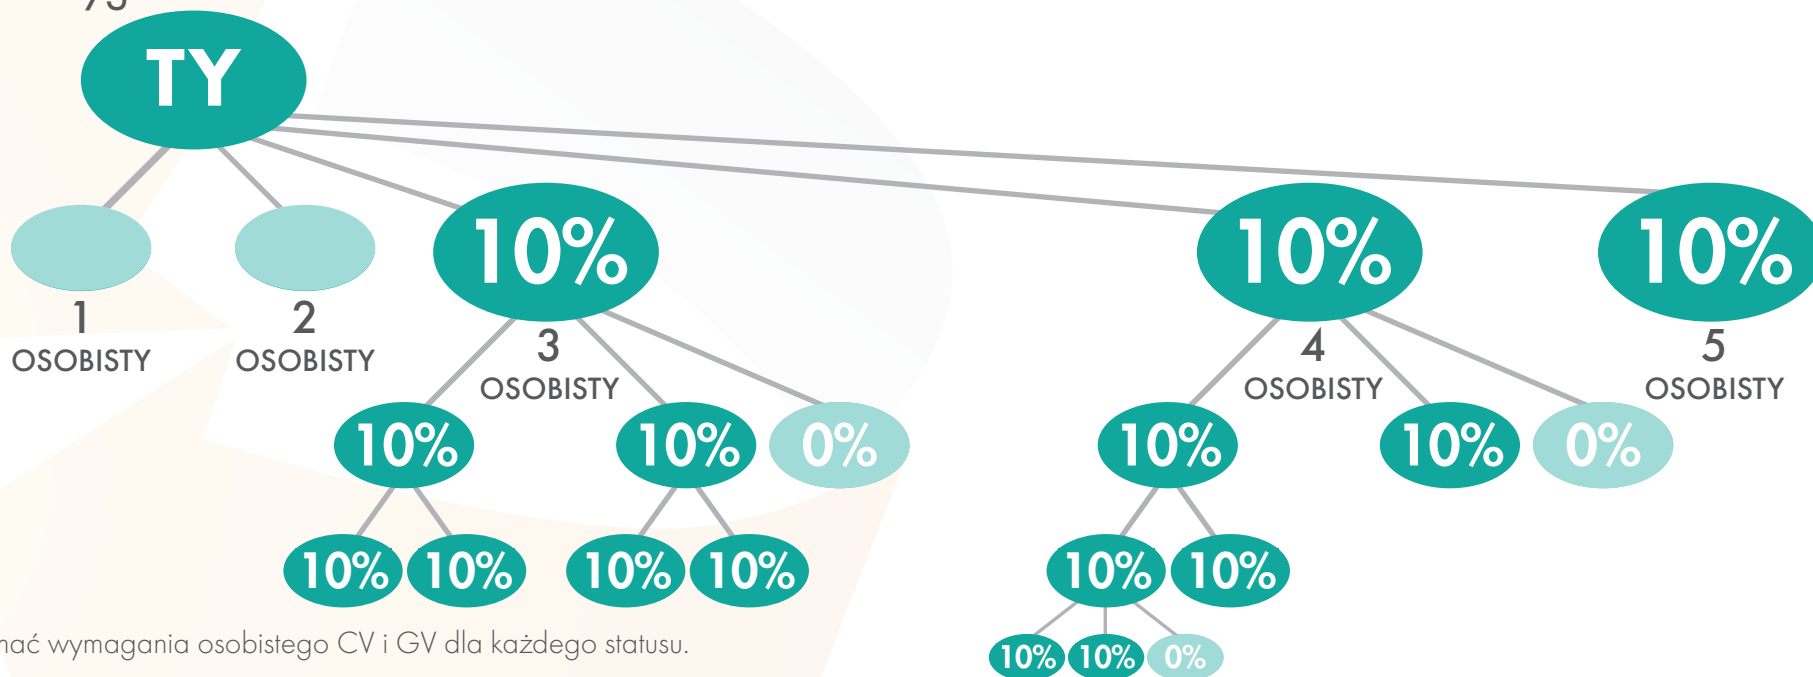 TY
10% 10% 10%
1 2 3 4 5
OSOBISTY OSOBISTY OSOBISTY OSOBISTY OSOBISTY
10% 10% 0% 10% 10% 0%
10% 10% 10% 10% 10% 10%
wymagania osobistego CV i GV dla każdego statusu.
10% 10% 0%